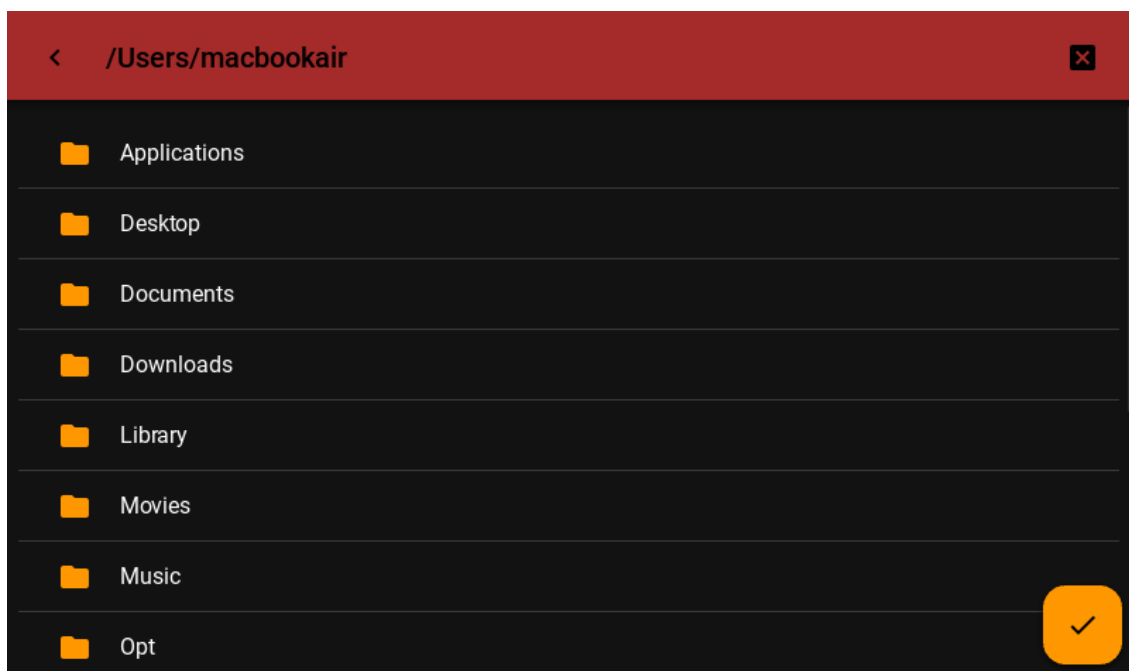 /Users/macbookair
Applications
Desktop
Documents
Downloads
Library
Movies
Music
Opt